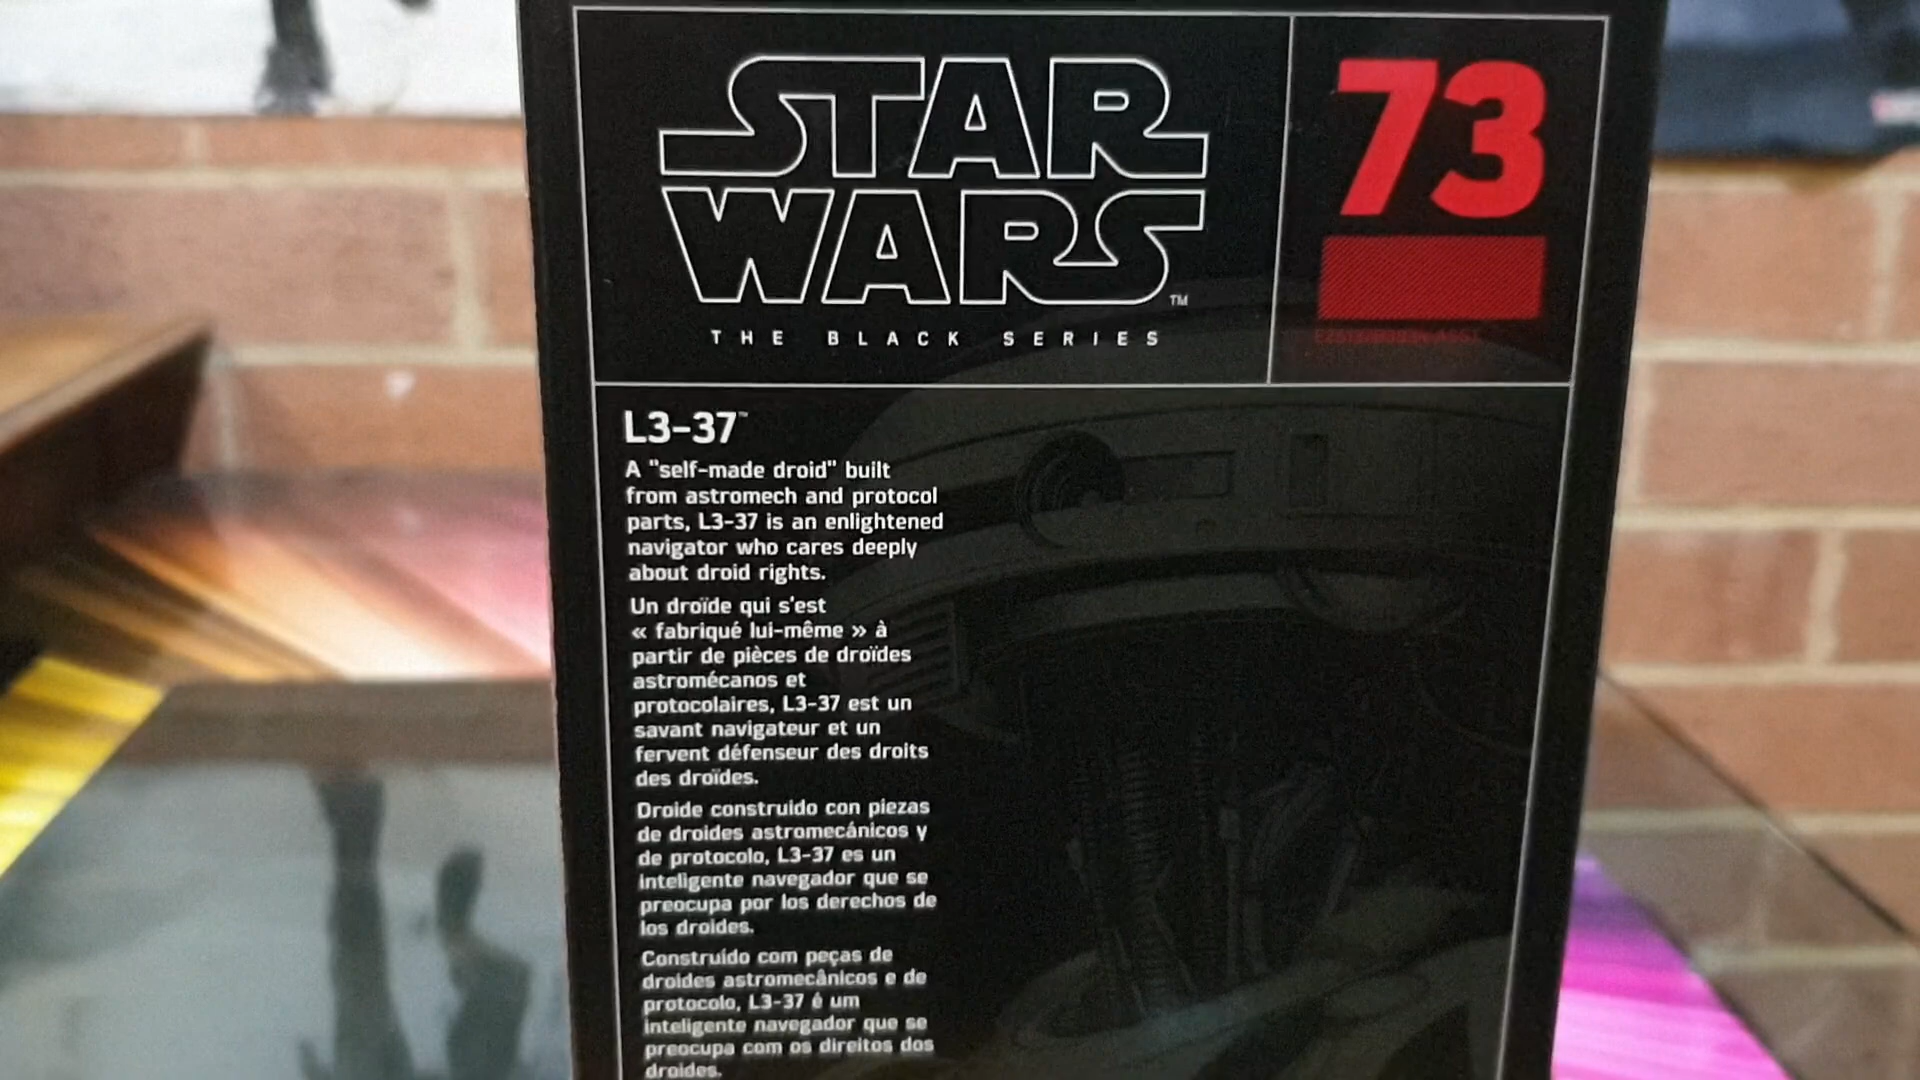 STAR
WARS
TM
THE BLACK SERIES
73
L3-37™
A "self-made droid" built
from astromech and protocol
parts, L3-37 is an enlightened
navigator who cares deeply
about droid rights.
Un droïde qui s'est
« fabriqué lui-même » à
partir de pièces de droïdes
astromécanos et
protocolaires, L3-37 est un
savant navigateur et un
fervent défenseur des droits
des droïdes.
Droide construido con piezas
de droides astromecánicos y
de protocolo, L3-37 es un
inteligente navegador que se
preocupa por los derechos de
los droides.
Construído com peças de
droides astromecânicos e de
protocolo, L3-37 é um
inteligente navegador que se
preocupa com os direitos dos
droides.